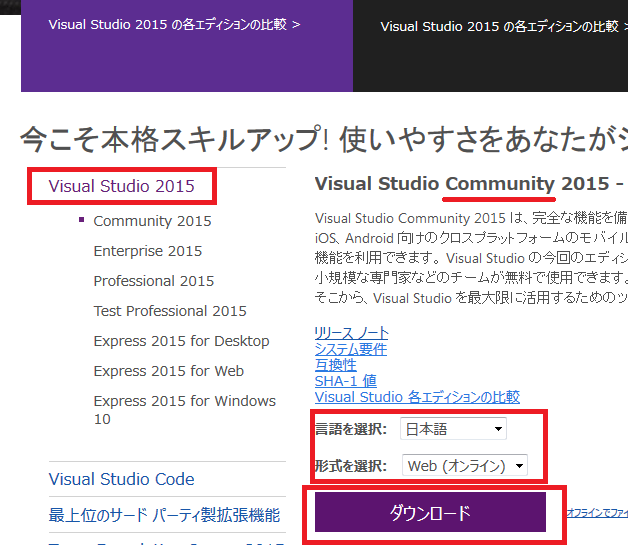 Visual Studio 2015 の各エディションの比較 >
Visual Studio 2015 の各エディションの比較 >
今こそ本格スキルアップ! 使いやすさをあなたが
Visual Studio 2015
Community 2015
Enterprise 2015
Professional 2015
Test Professional 2015
Express 2015 for Desktop
Express 2015 for Web
Express 2015 for Windows
10
Visual Studio Code
最上位のサード パーティ製拡張機能
Visual Studio Community 2015 -
Visual Studio Community 2015 は、完全な機能を備
iOS、Android 向けのクロスプラットフォームのモバイル
機能を利用できます。Visual Studio の今回のエディシ
小規模な専門家などのチームが無料で使用できます。
そこから、Visual Studio を最大限に活用するためのツ
リリース ノート
システム要件
互換性
SHA-1 値
Visual Studio 各エディションの比較
言語を選択: 日本語
形式を選択: Web (オンライン)
ダウンロード
オフラインでファイ